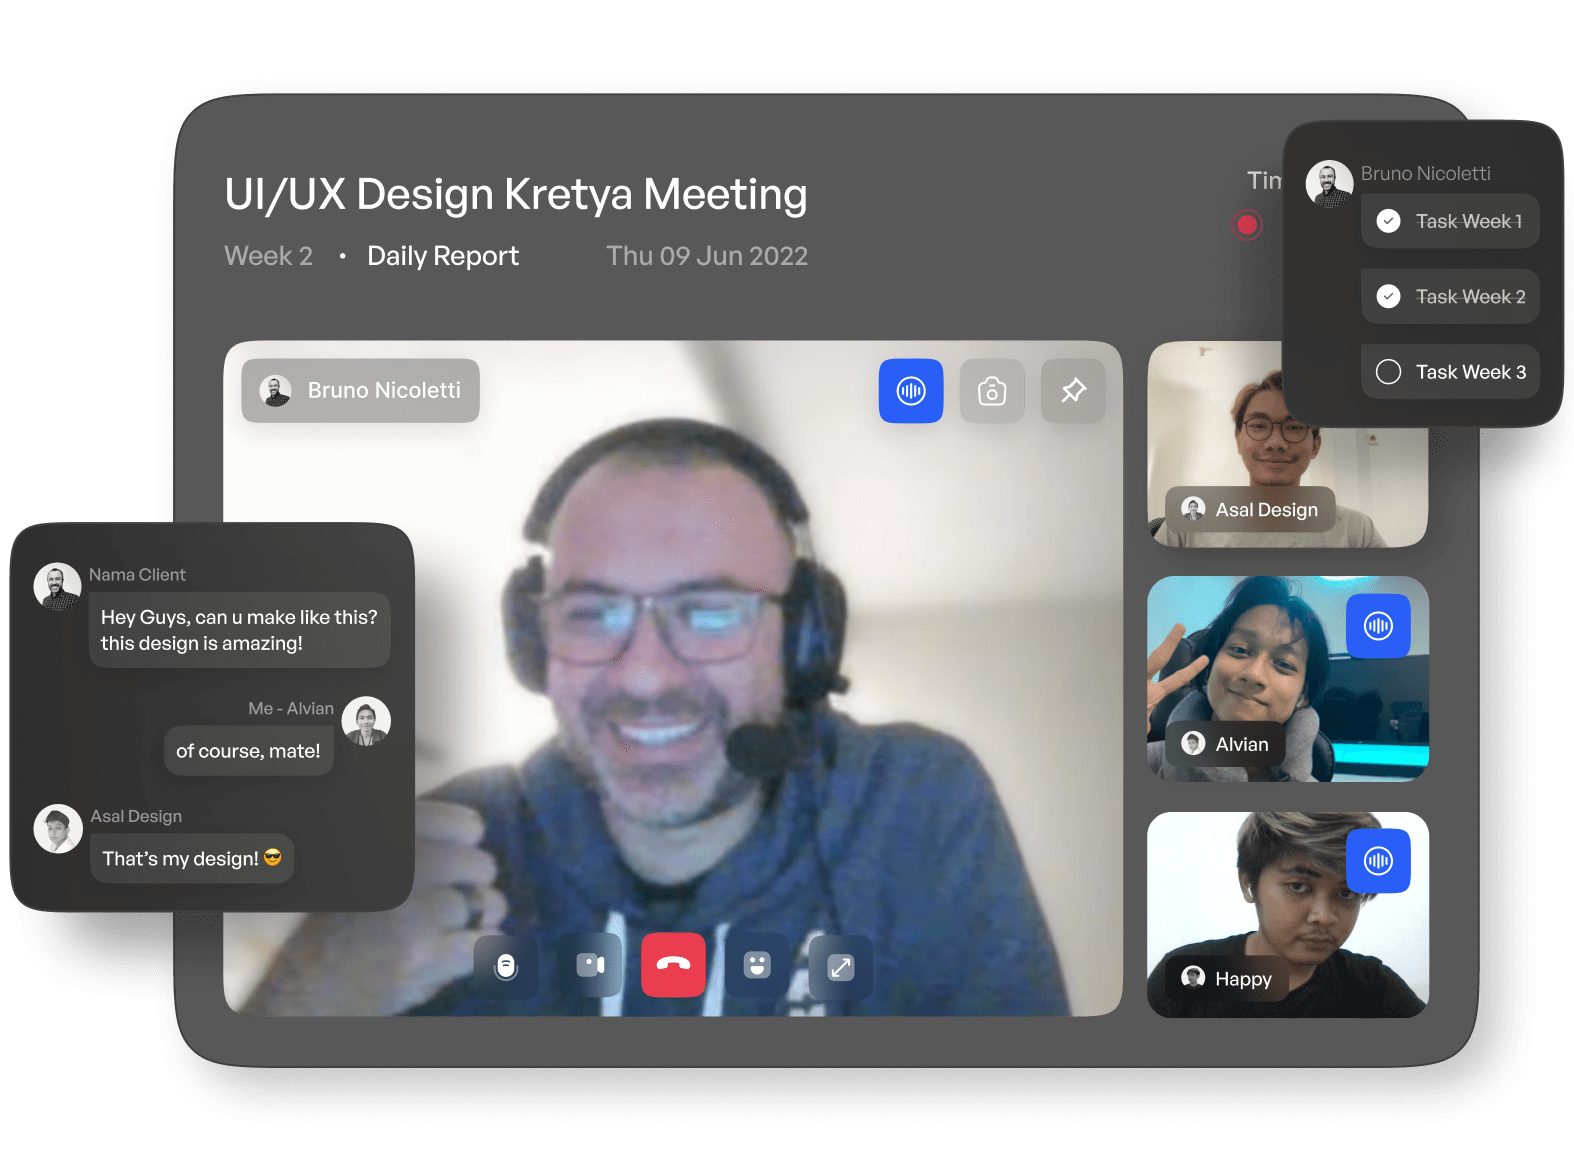 UI/UX Design Kretya Meeting
Week 2 • Daily Report Thu 09 Jun 2022
Bruno Nicoletti
Task Week 1
Task Week 2
Task Week 3
Bruno Nicoletti
Asal Design
Alvian
Happy
Nama Client
Hey Guys, can u make like this?
this design is amazing!
Me - Alvian
of course, mate!
Asal Design
That's my design! 😎